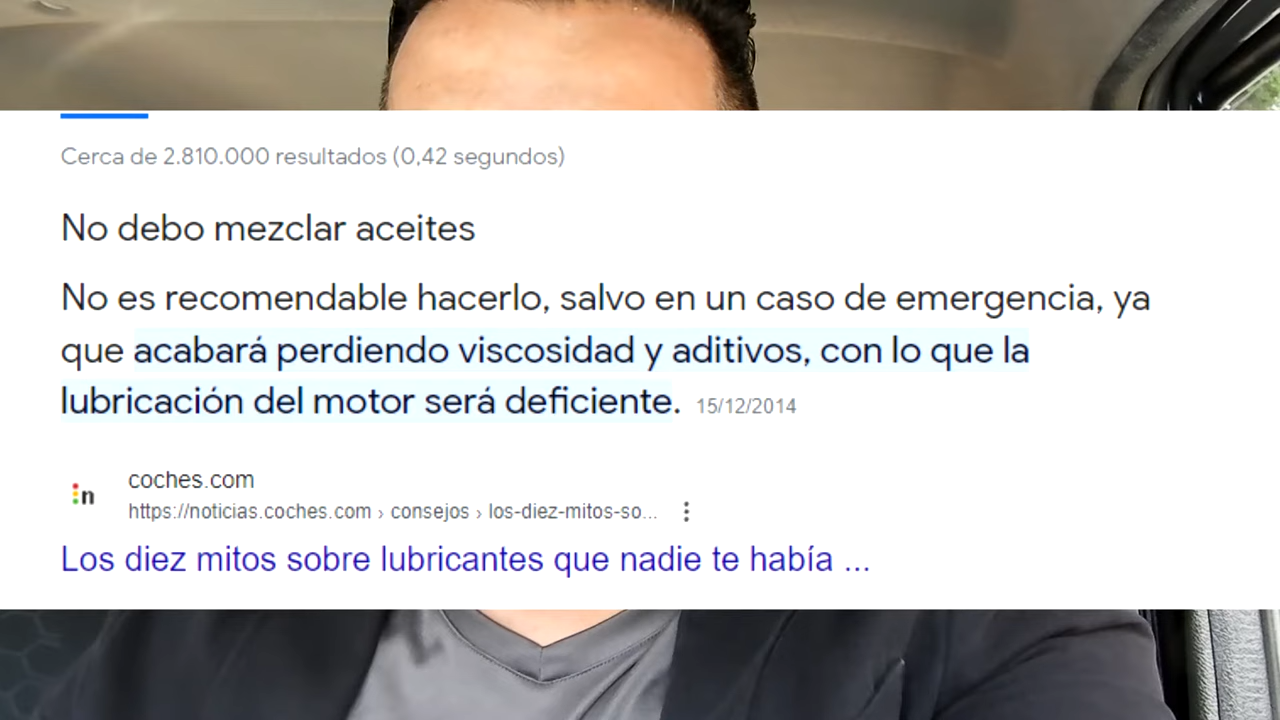 Cerca de 2.810.000 resultados (0,42 segundos)
No debo mezclar aceites
No es recomendable hacerlo, salvo en un caso de emergencia, ya
que acabará perdiendo viscosidad y aditivos, con lo que la
lubricación del motor será deficiente. 15/12/2014
:n
coches.com
https://noticias.coches.com › consejos › los-diez-mitos-so...
Los diez mitos sobre lubricantes que nadie te había ...